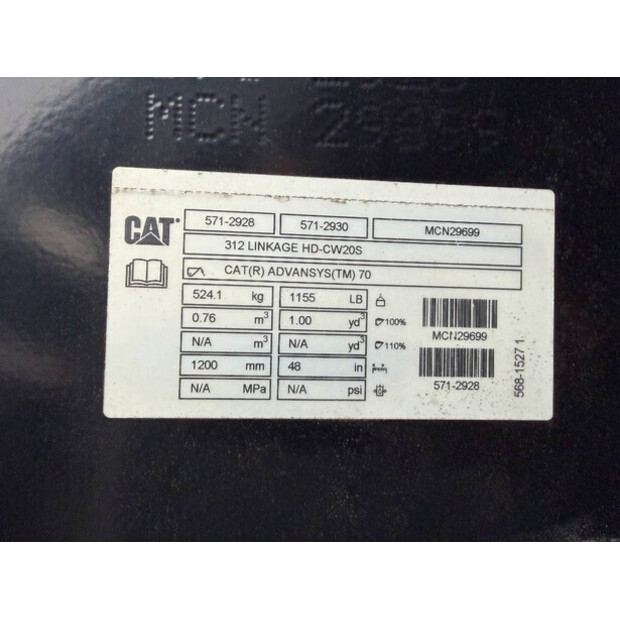 MCN 29699
CAT 571-2928 571-2930 MCN29699
312 LINKAGE HD-CW20S
CAT(R) ADVANSYS(TM) 70
524.1 kg 1155 LB
0.76 m³ 1.00 yd³ 100%
N/A m³ N/A yd³ 110%
1200 mm 48 in
N/A MPa N/A psi
MCN29699
571-2928
568-1527 1